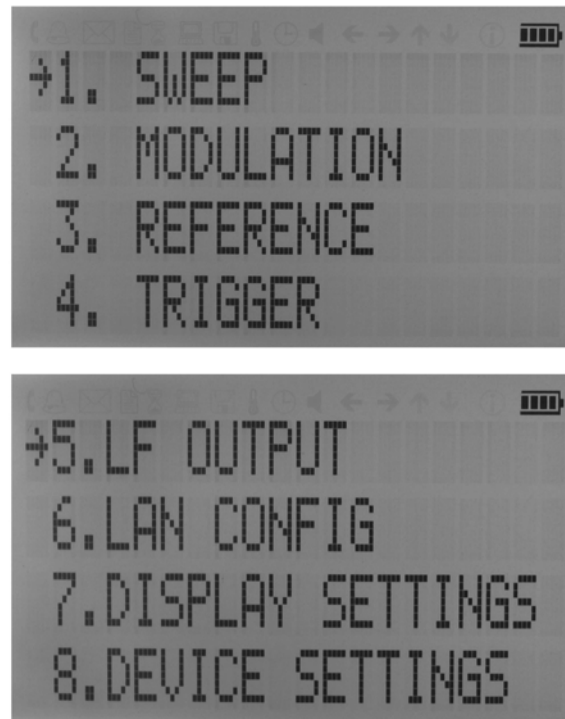 →1. SWEEP
2. MODULATION
3. REFERENCE
4. TRIGGER
→5.LF OUTPUT
6.LAN CONFIG
7.DISPLAY SETTINGS
8.DEVICE SETTINGS